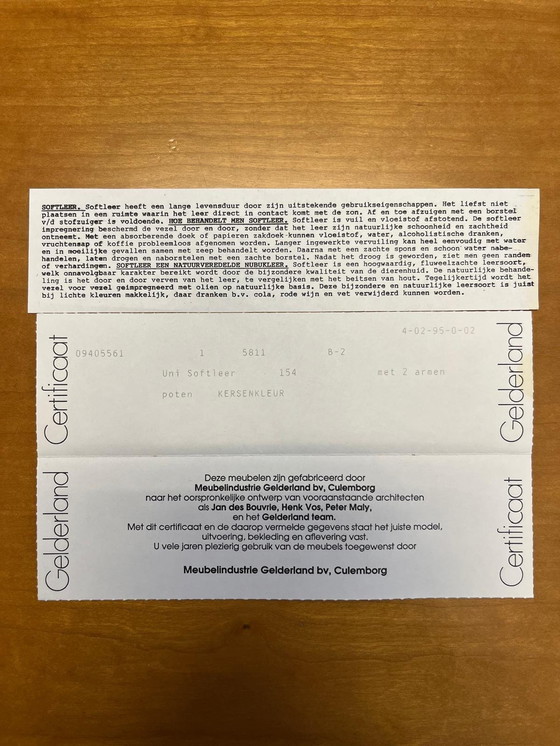 SOFTLEER. Softleer heeft een lange levensduur door zijn uitstekende gebruikseigenschappen. Het liefst niet
plaatsen in een ruimte waarin het leer direct in contact komt met de zon. Af en toe afzuigen met een borstel
v/d stofzuiger is voldoende. HOE BEHANDELT MEN SOFTLEER. Softleer is vuil en vloeistof afstotend. De softleer
impregnering beschermd de vezel door en door, zonder dat het leer zijn natuurlijke schoonheid en zachtheid
ontneemt. Met een absorberende doek of papieren zakdoek kunnen vloeistof, water, alcoholistische dranken,
vruchtensap of koffie probleemloos afgenomen worden. Langer ingewerkte vervuiling kan heel eenvoudig met water
en in moeilijke gevallen samen met zeep behandelt worden. Daarna met een zachte spons en schoon water nabe-
handelen, laten drogen en naborstelen met een zachte borstel. Nadat het droog is geworden, ziet men geen randem
of verhardingen. SOFTLEER EEN NATUURVEREDELDE NUBUKLEER. Softleer is een hoogwaardig, fluweelzachte leersoort,
welk onnavolgbaar karakter bereikt wordt door de bijzondere kwaliteit van de dierenhuid. De natuurlijke behande-
ling is het door en door verven van het leer, te vergelijken met het beitsen van hout. Tegelijkertijd wordt het
vezel voor vezel geimpregneerd met olien op natuurlijke basis. Deze bijzondere en natuurlijke leersoort is juist
bij lichte kleuren makkelijk, daar dranken b.v. cola, rode wijn en vet verwijderd kunnen worden.
4-02-95-0-02
09405561 1 5811 B-2
Uni Softleer 154 met 2 armen
poten KERSENKLEUR
Certificaat
Gelderland
Gelderland
Certificaat
Deze meubelen zijn gefabriceerd door
Meubelindustrie Gelderland bv, Culemborg
naar het oorspronkelijke ontwerp van vooraanstaande architecten
als Jan des Bouvrie, Henk Vos, Peter Maly,
en het Gelderland team.
Met dit certificaat en de daarop vermelde gegevens staat het juiste model,
uitvoering, bekleding en aflevering vast.
U vele jaren plezierig gebruik van de meubels toegewenst door
Meubelindustrie Gelderland bv, Culemborg